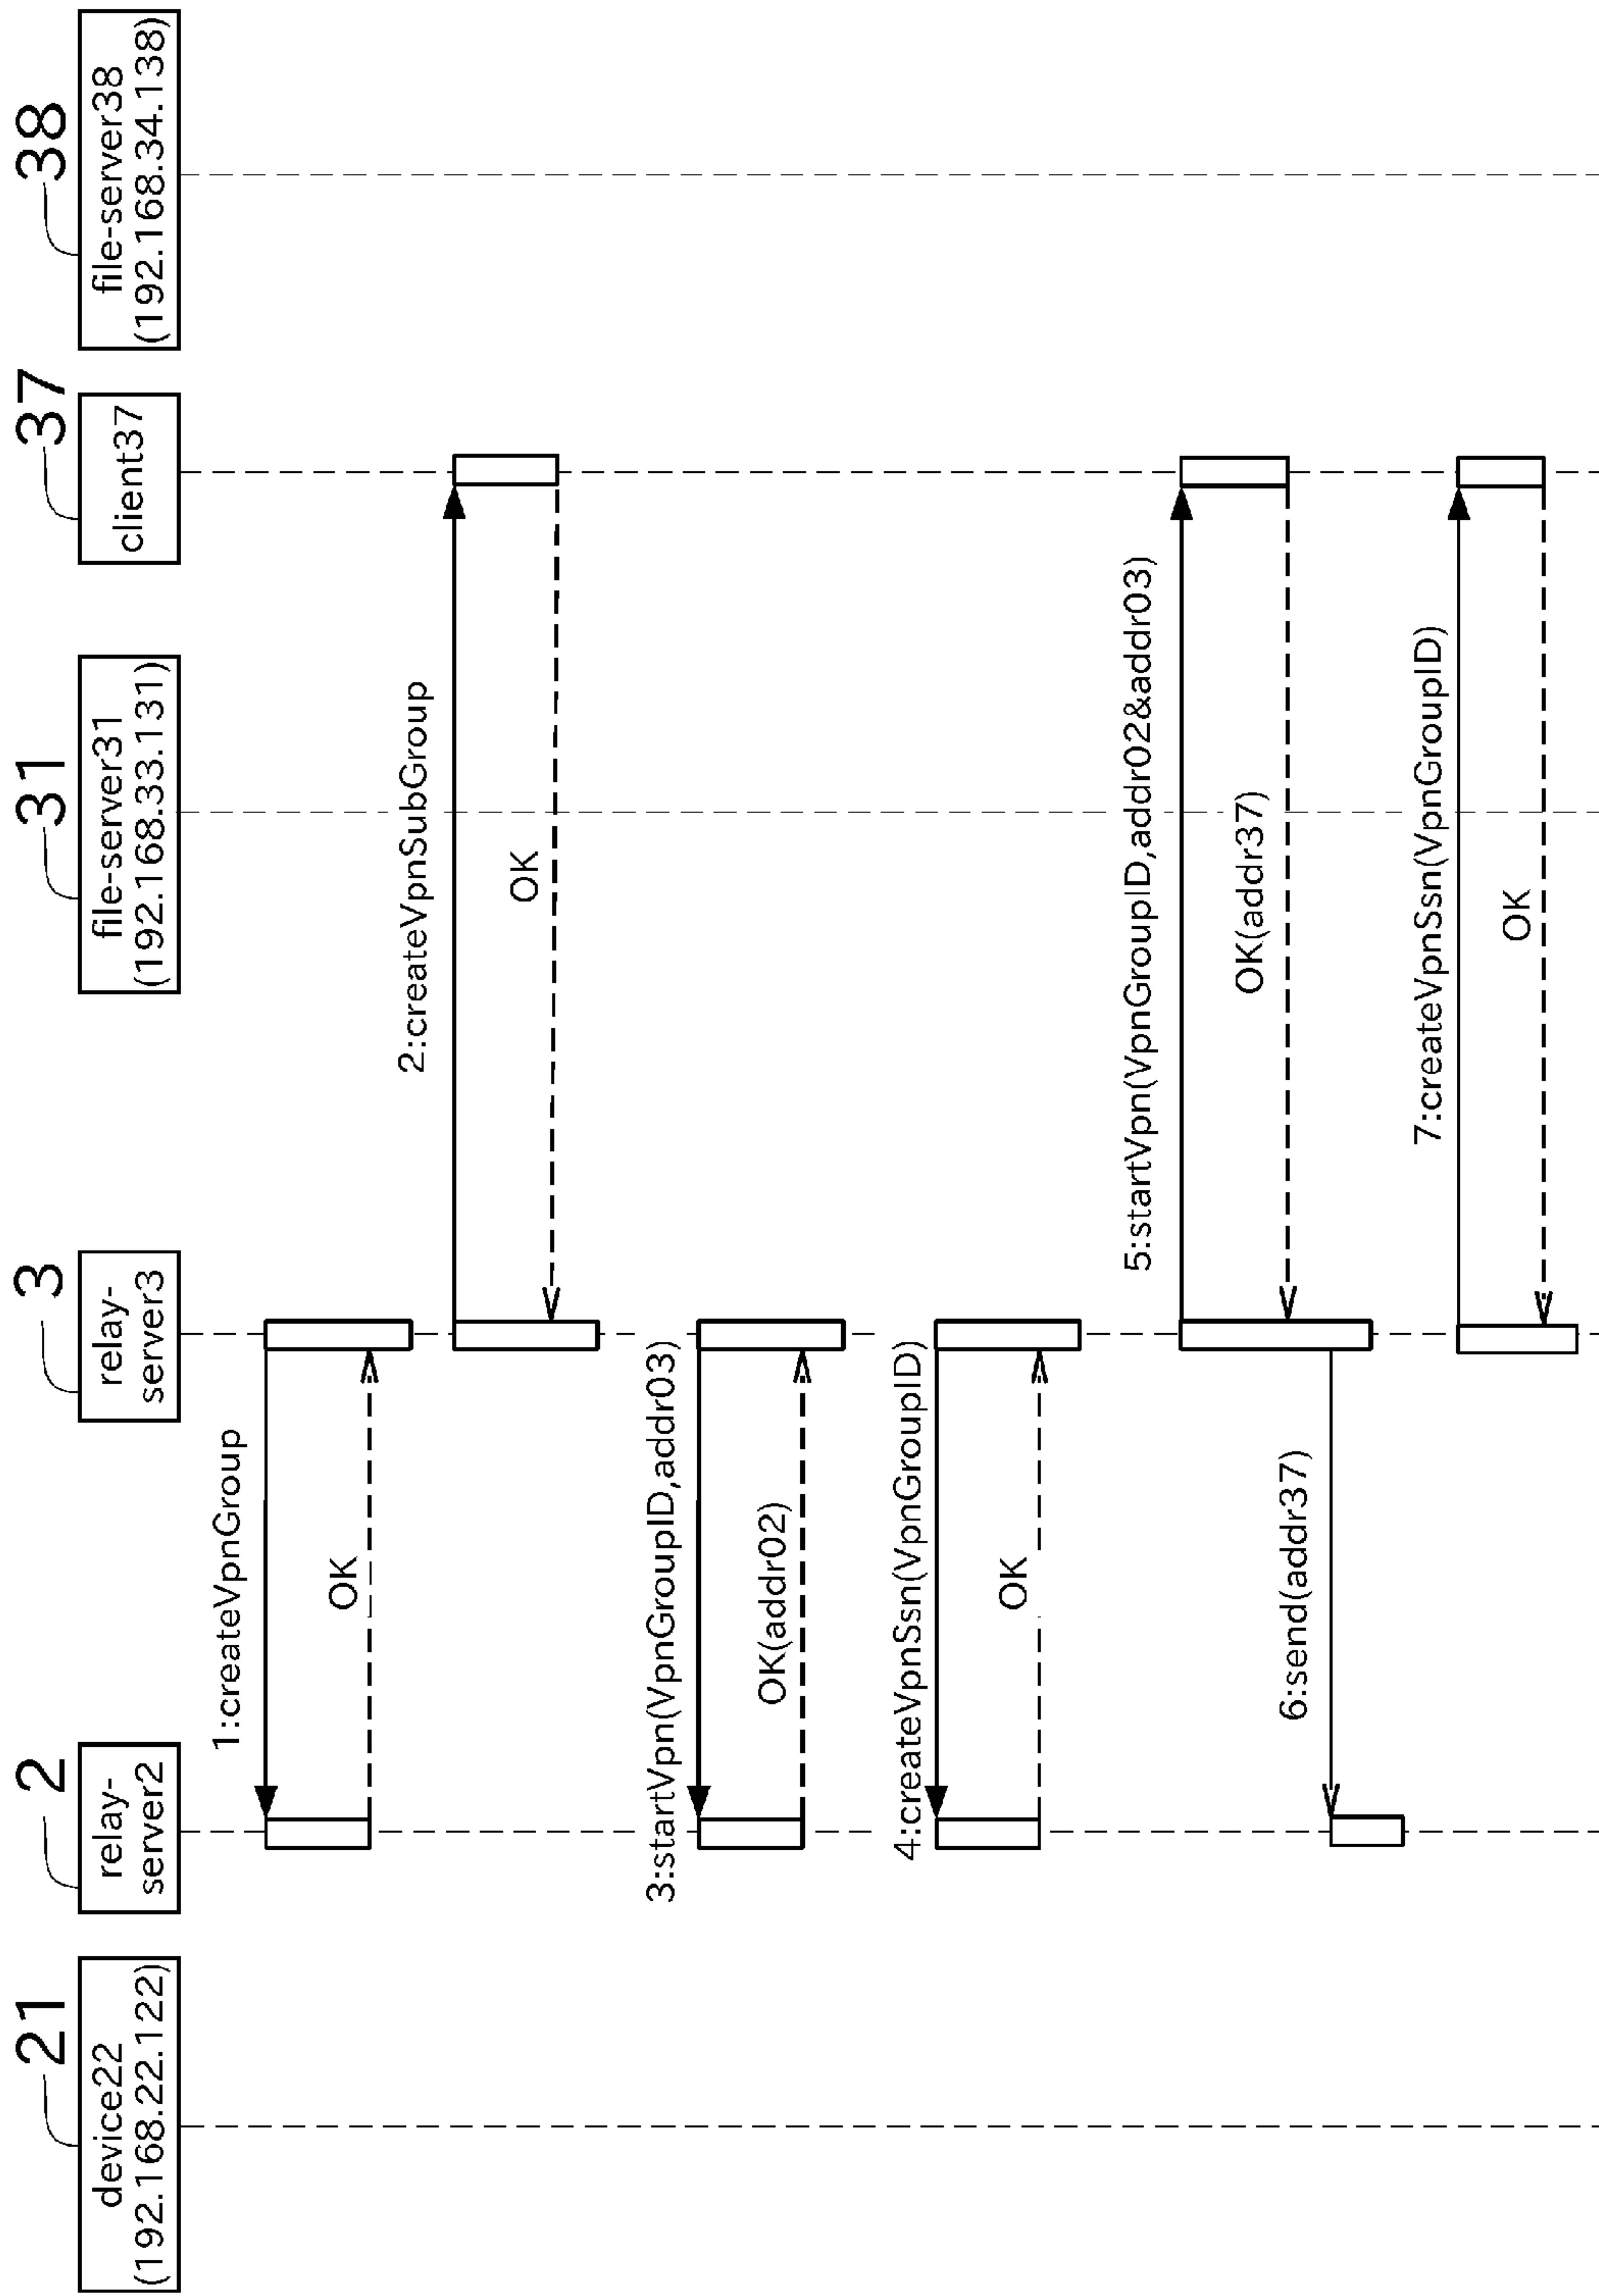 21
device22
(192.168.22.122)
2
relay-
server2
3
relay-
server3
31
file-server31
(192.168.33.131)
37
client37
38
file-server38
(192.168.34.138)
1:createVpnGroup
OK
2:createVpnSubGroup
OK
3:startVpn(VpnGroupID,addr03)
OK(addr02)
4:createVpnSsn(VpnGroupID)
OK
5:startVpn(VpnGroupID,addr02&addr03)
OK(addr37)
6:send(addr37)
7:createVpnSsn(VpnGroupID)
OK